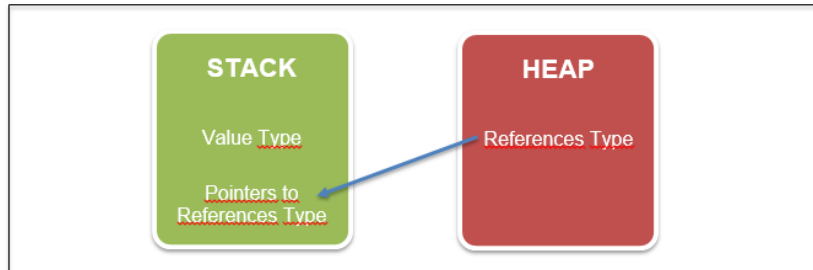 STACK
Value Type
Pointers to
References Type
HEAP
References Type